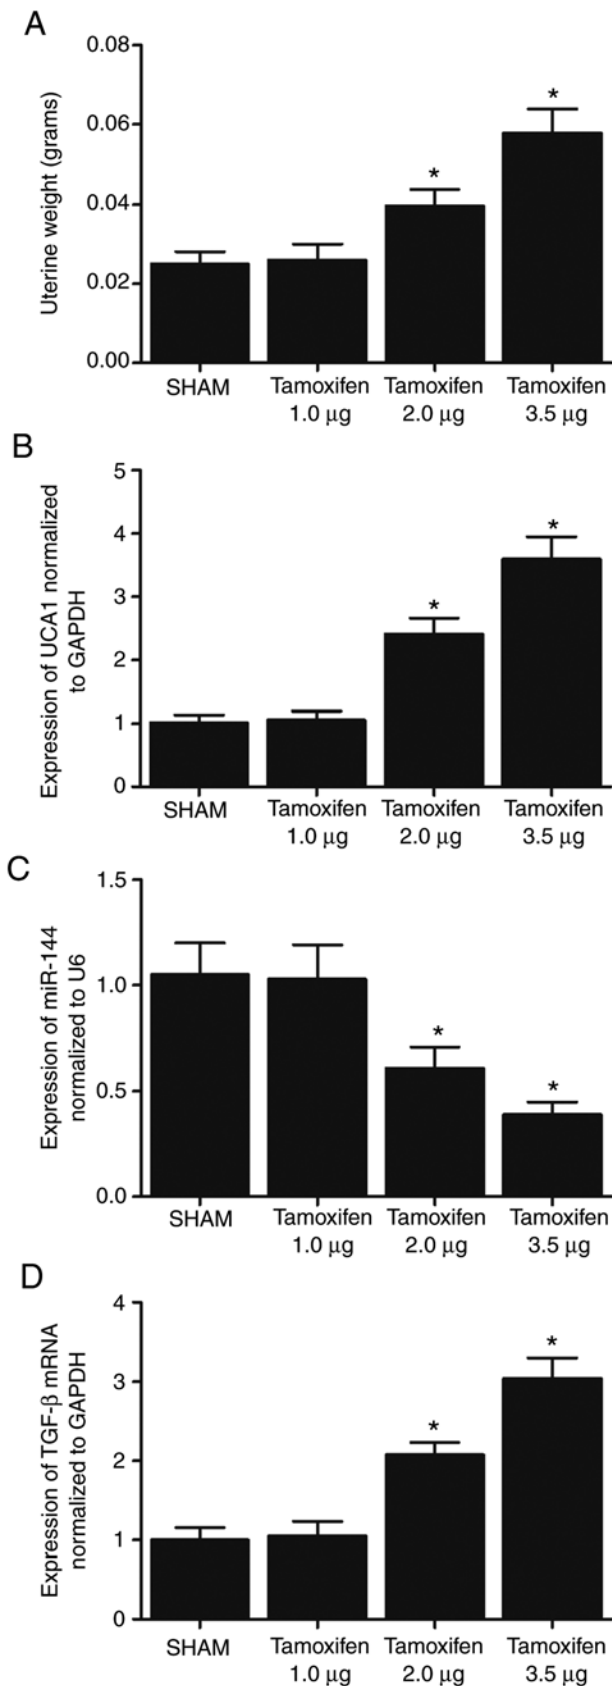 A
Uterine weight (grams)
0.08
0.06
0.04
0.02
0.00
*
*
SHAM
Tamoxifen
1.0 μg
Tamoxifen
2.0 μg
Tamoxifen
3.5 μg
B
Expression of UCA1 normalized
to GAPDH
5
4
3
2
1
0
*
*
SHAM
Tamoxifen
1.0 μg
Tamoxifen
2.0 μg
Tamoxifen
3.5 μg
C
Expression of miR-144
normalized to U6
1.5
1.0
0.5
0.0
*
*
SHAM
Tamoxifen
1.0 μg
Tamoxifen
2.0 μg
Tamoxifen
3.5 μg
D
Expression of TGF-β mRNA
normalized to GAPDH
4
3
2
1
0
*
*
SHAM
Tamoxifen
1.0 μg
Tamoxifen
2.0 μg
Tamoxifen
3.5 μg